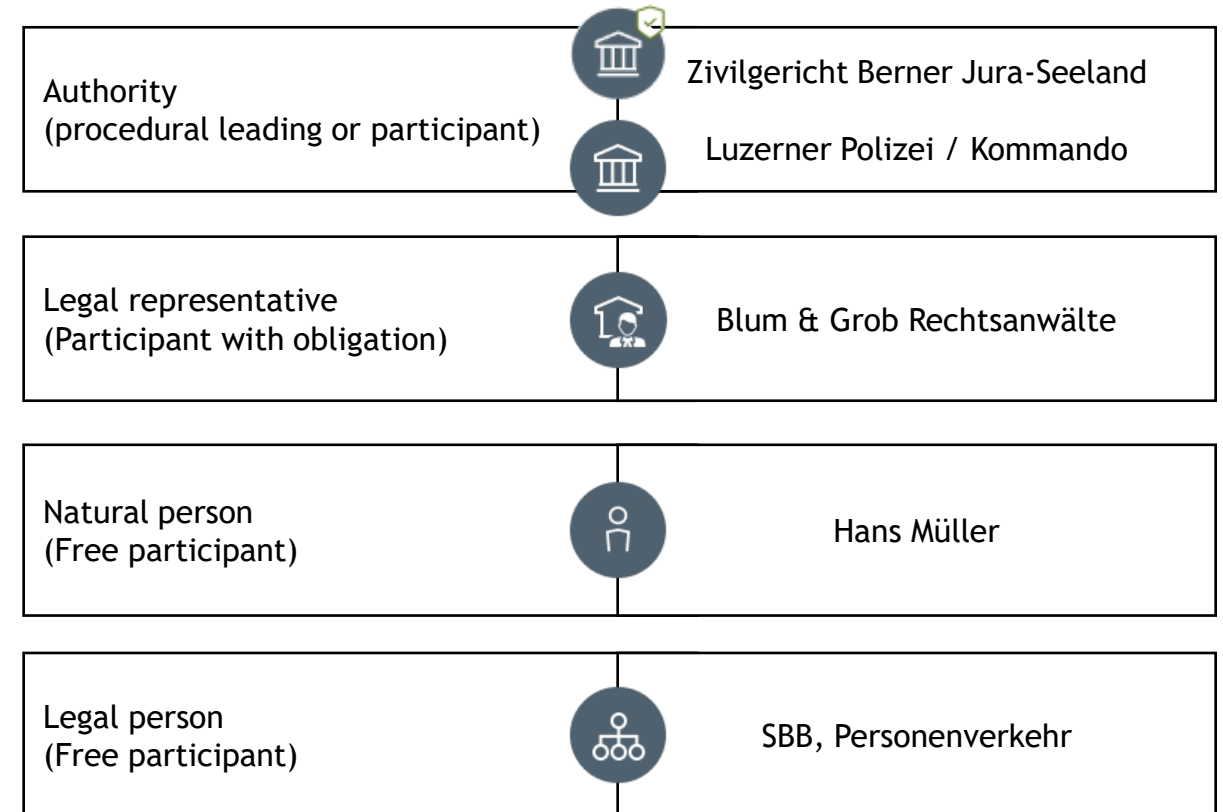 Authority
(procedural leading or participant)
Zivilgericht Berner Jura-Seeland
Luzerner Polizei / Kommando
Legal representative
(Participant with obligation)
Blum & Grob Rechtsanwälte
Natural person
(Free participant)
Hans Müller
Legal person
(Free participant)
SBB, Personenverkehr